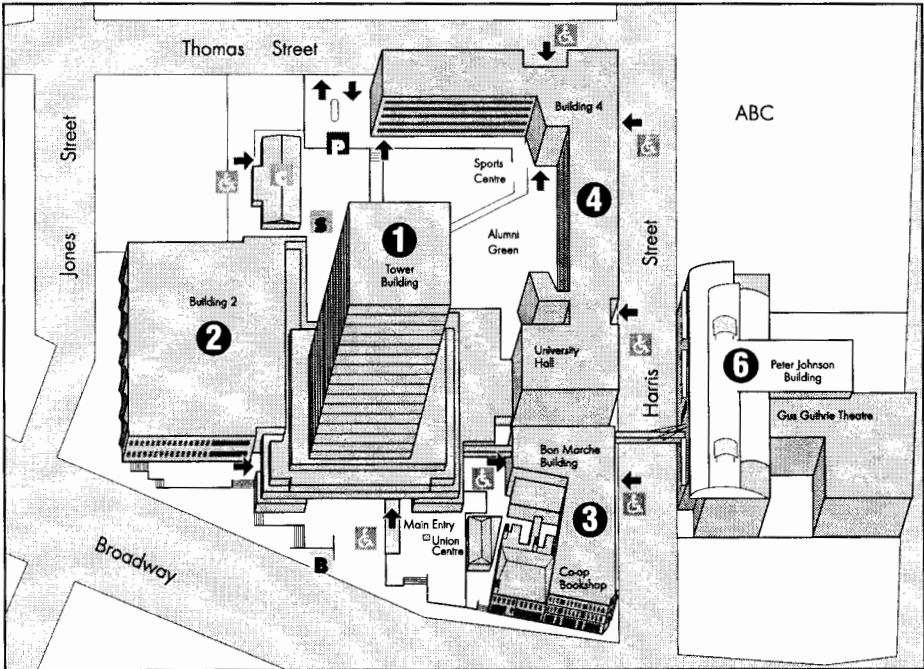 Thomas Street
Jones Street
Building 4
ABC
P
C
Sports
Centre
4
S
1
Tower
Building
Alumni
Green
Harris Street
Building 2
2
University
Hall
6
Peter Johnson
Building
Gus Guthrie Theatre
Bon Marche
Building
3
Main Entry
Union
Centre
B
Co-op
Bookshop
Broadway